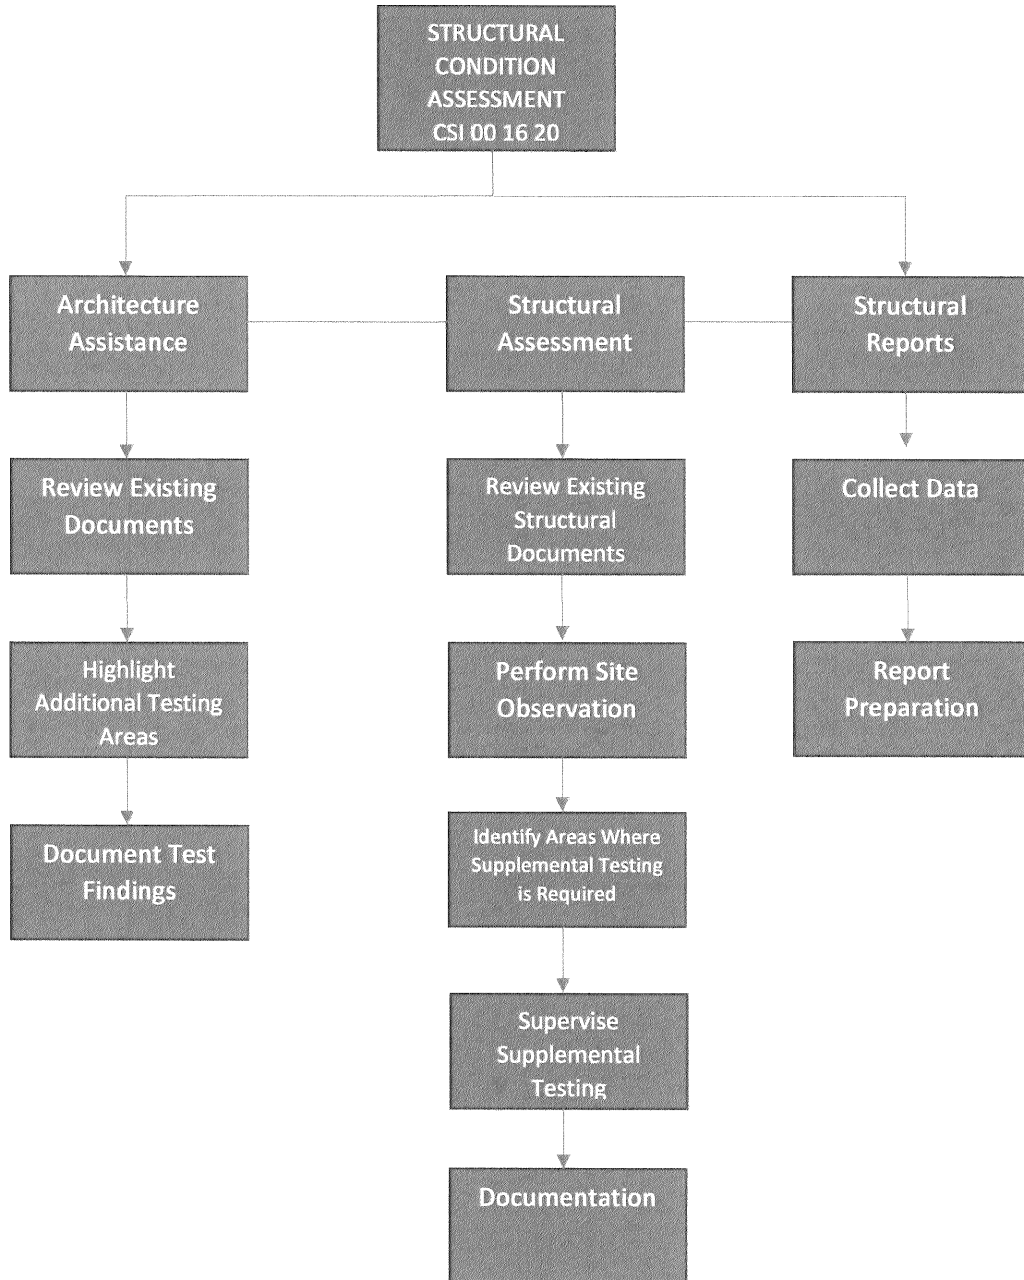 STRUCTURAL
CONDITION
ASSESSMENT
CSI 00 16 20
Architecture
Assistance
Structural
Assessment
Structural
Reports
Review Existing
Documents
Review Existing
Structural
Documents
Collect Data
Highlight
Additional Testing
Areas
Perform Site
Observation
Report
Preparation
Document Test
Findings
Identify Areas Where
Supplemental Testing
is Required
Supervise
Supplemental
Testing
Documentation